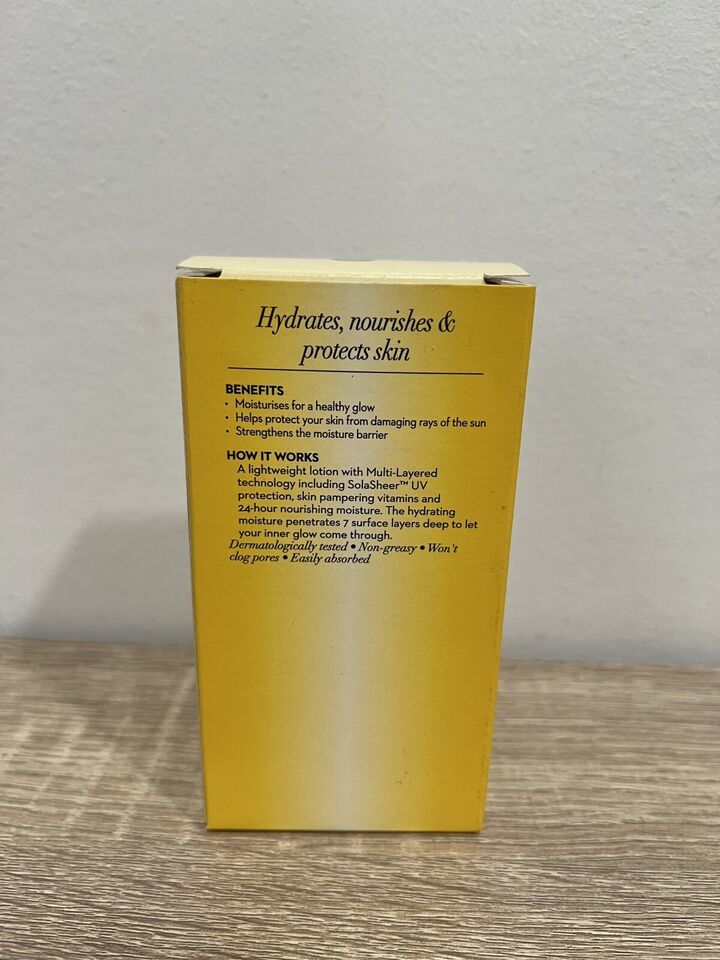 Hydrates, nourishes &
protects skin
BENEFITS
• Moisturises for a healthy glow
• Helps protect your skin from damaging rays of the sun
• Strengthens the moisture barrier
HOW IT WORKS
A lightweight lotion with Multi-Layered
technology including SolaSheer™ UV
protection, skin pampering vitamins and
24-hour nourishing moisture. The hydrating
moisture penetrates 7 surface layers deep to let
your inner glow come through.
Dermatologically tested • Non-greasy • Won't
clog pores • Easily absorbed